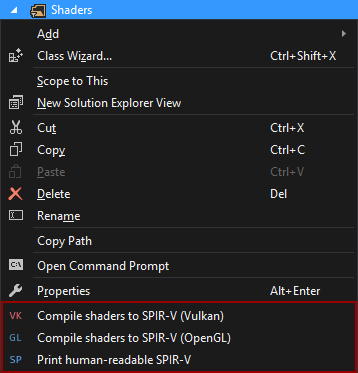 Shaders
Add
Class Wizard... Ctrl+Shift+X
Scope to This
New Solution Explorer View
Cut Ctrl+X
Copy Ctrl+C
Paste Ctrl+V
Delete Del
Rename
Copy Path
C:\ Open Command Prompt
Properties Alt+Enter
VK Compile shaders to SPIR-V (Vulkan)
GL Compile shaders to SPIR-V (OpenGL)
SP Print human-readable SPIR-V